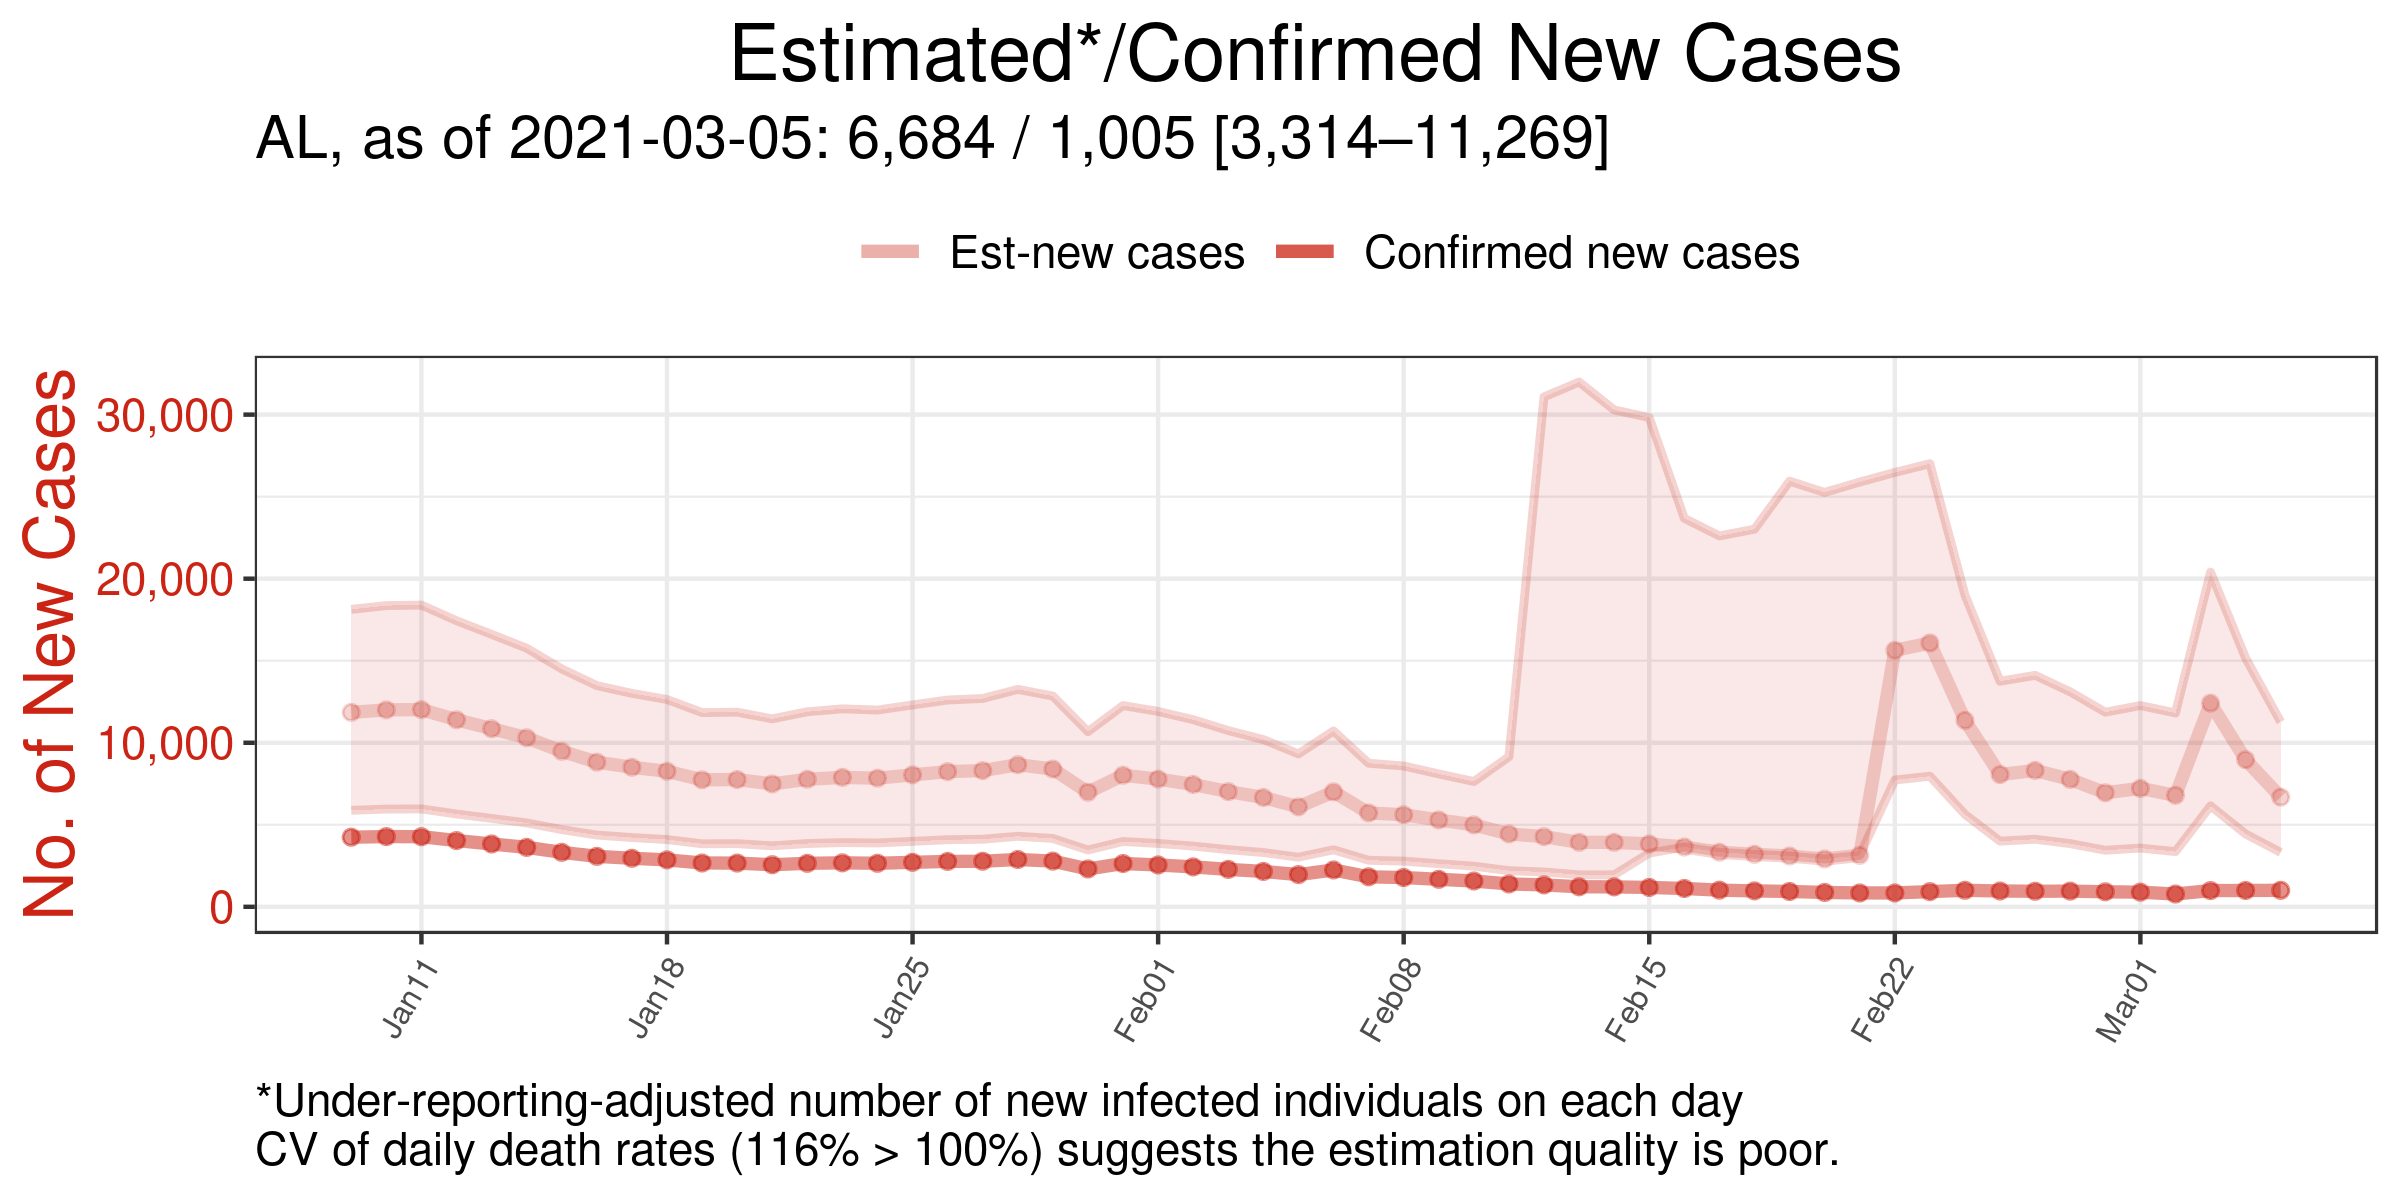 Estimated*/Confirmed New Cases
AL, as of 2021-03-05: 6,684 / 1,005 [3,314–11,269]
Est-new cases
Confirmed new cases
No. of New Cases
30,000
20,000
10,000
0
Jan11
Jan18
Jan25
Feb01
Feb08
Feb15
Feb22
Mar01
*Under-reporting-adjusted number of new infected individuals on each day
CV of daily death rates (116% > 100%) suggests the estimation quality is poor.